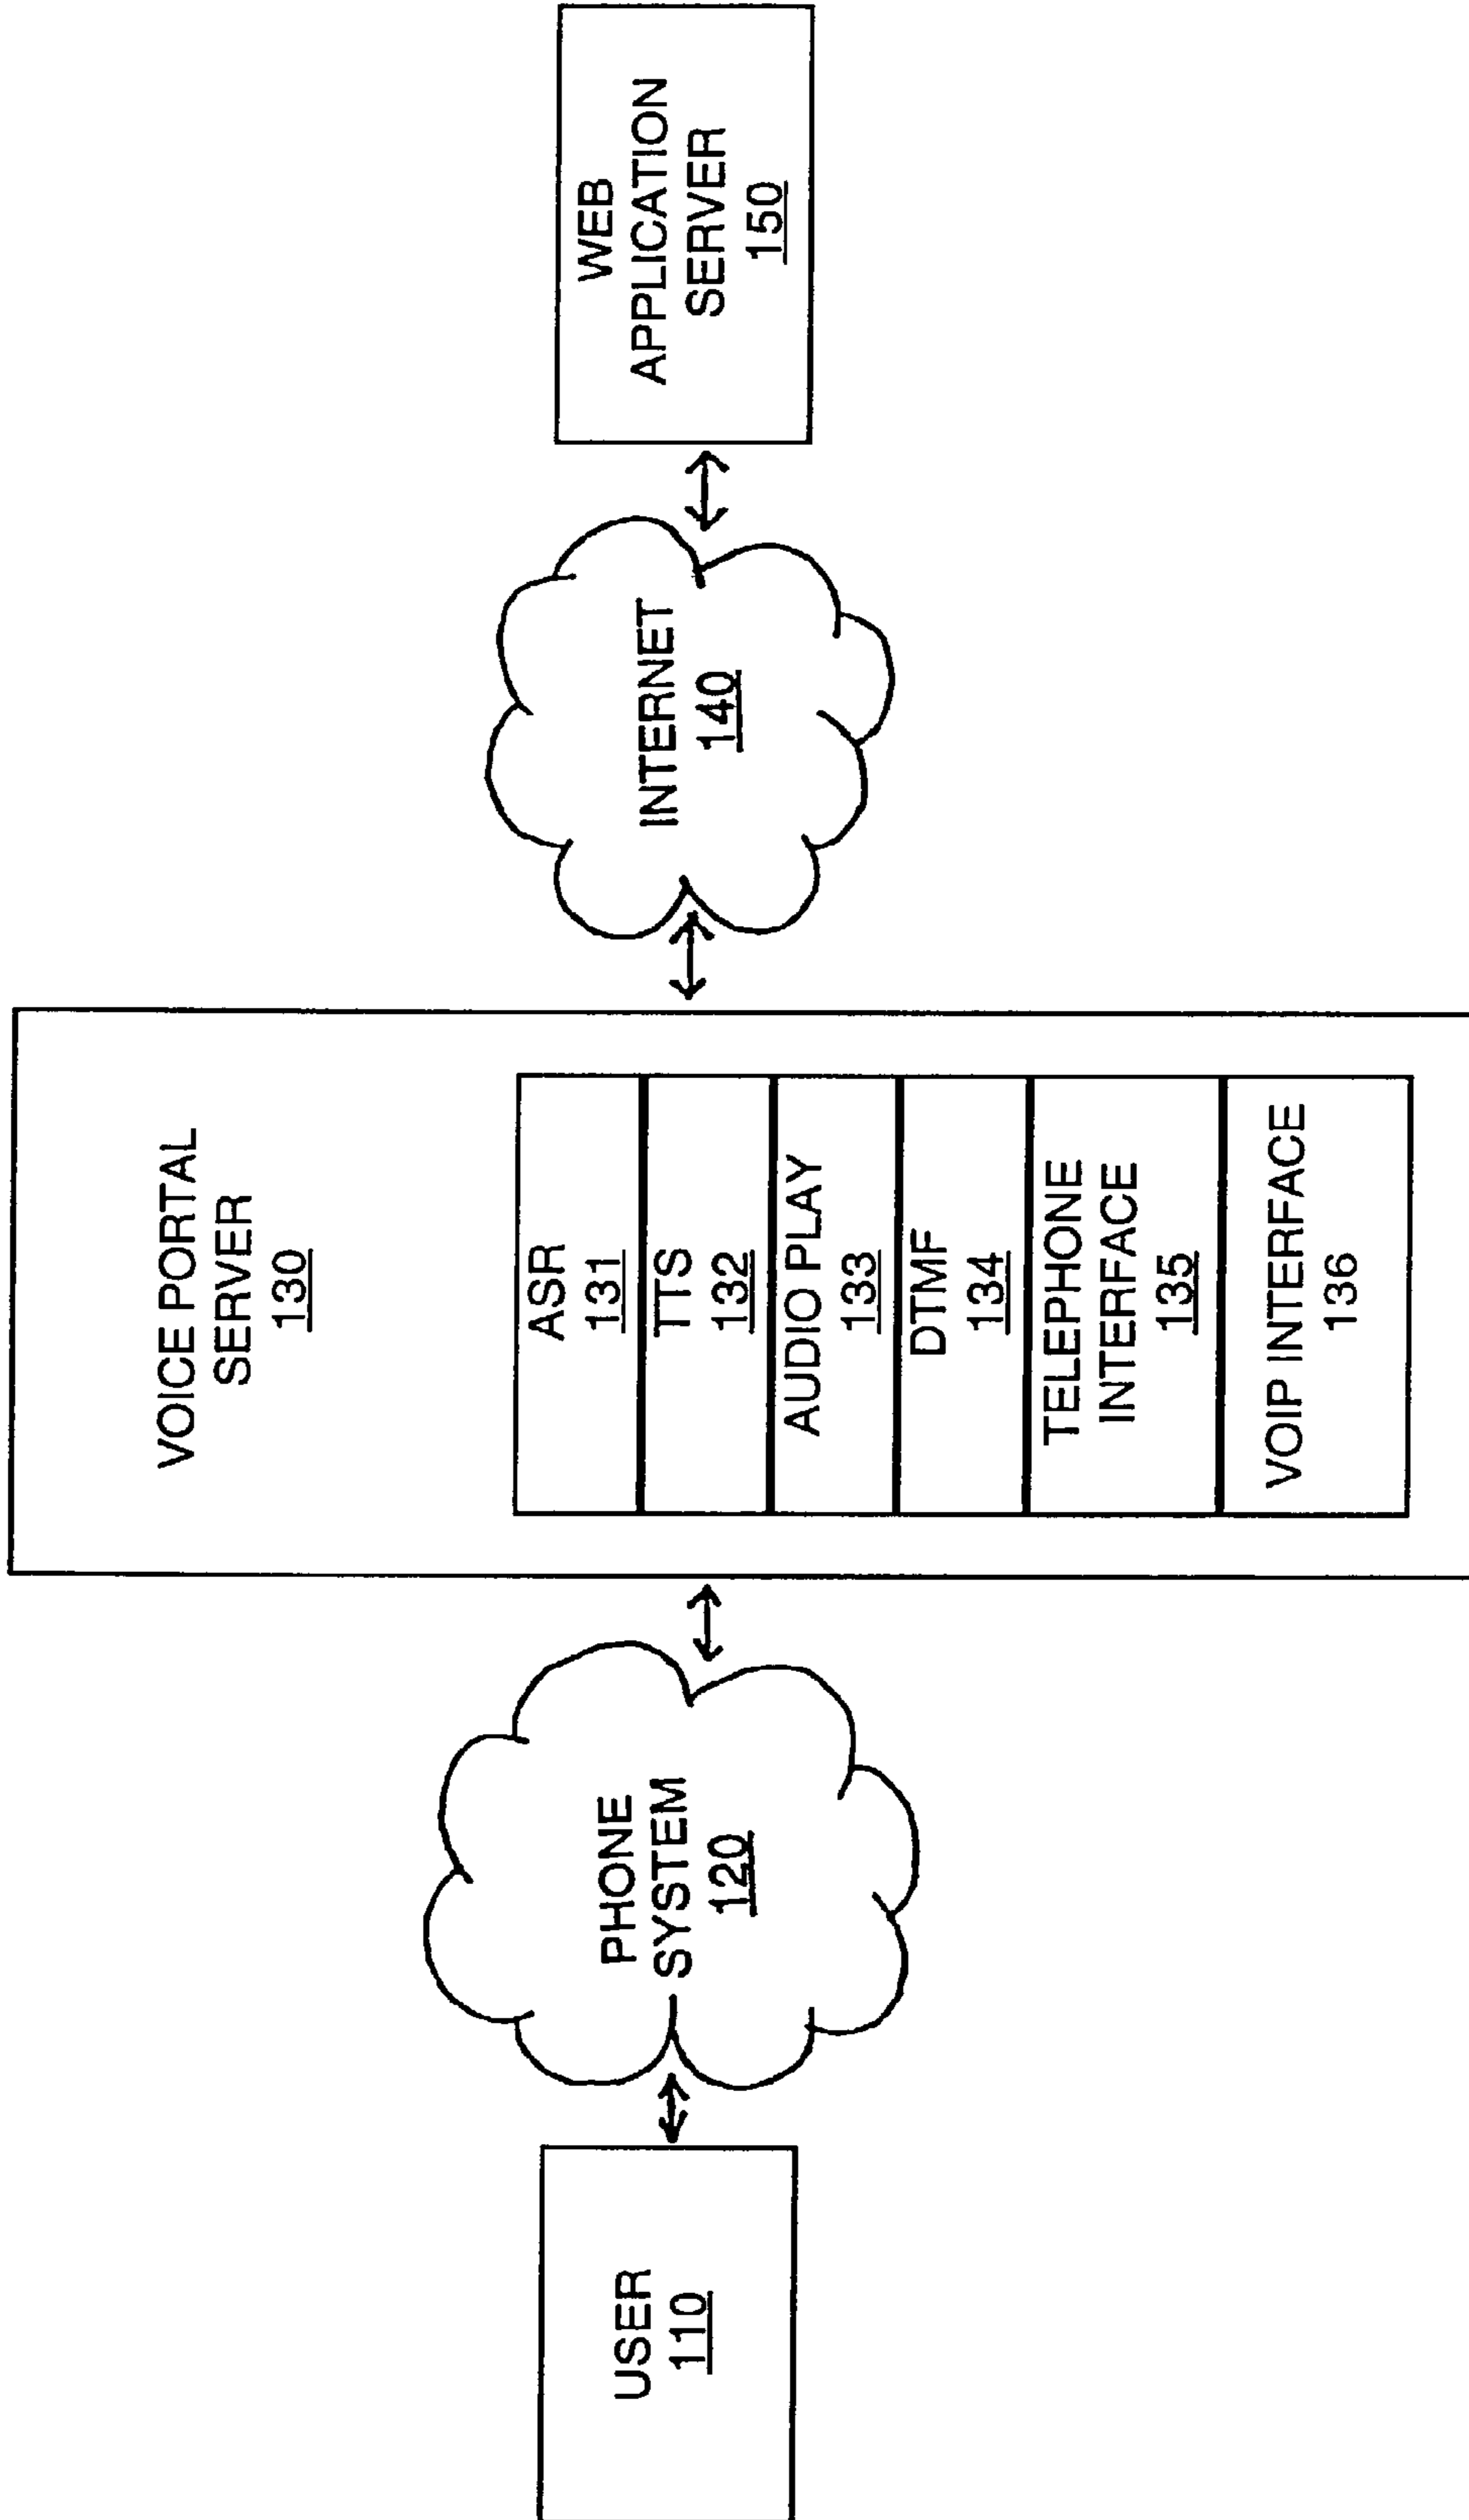 USER
110
PHONE
SYSTEM
120
VOICE PORTAL
SERVER
130
ASR
131
TTS
132
AUDIO PLAY
133
DTMF
134
TELEPHONE
INTERFACE
135
VOIP INTERFACE
136
INTERNET
140
WEB
APPLICATION
SERVER
150